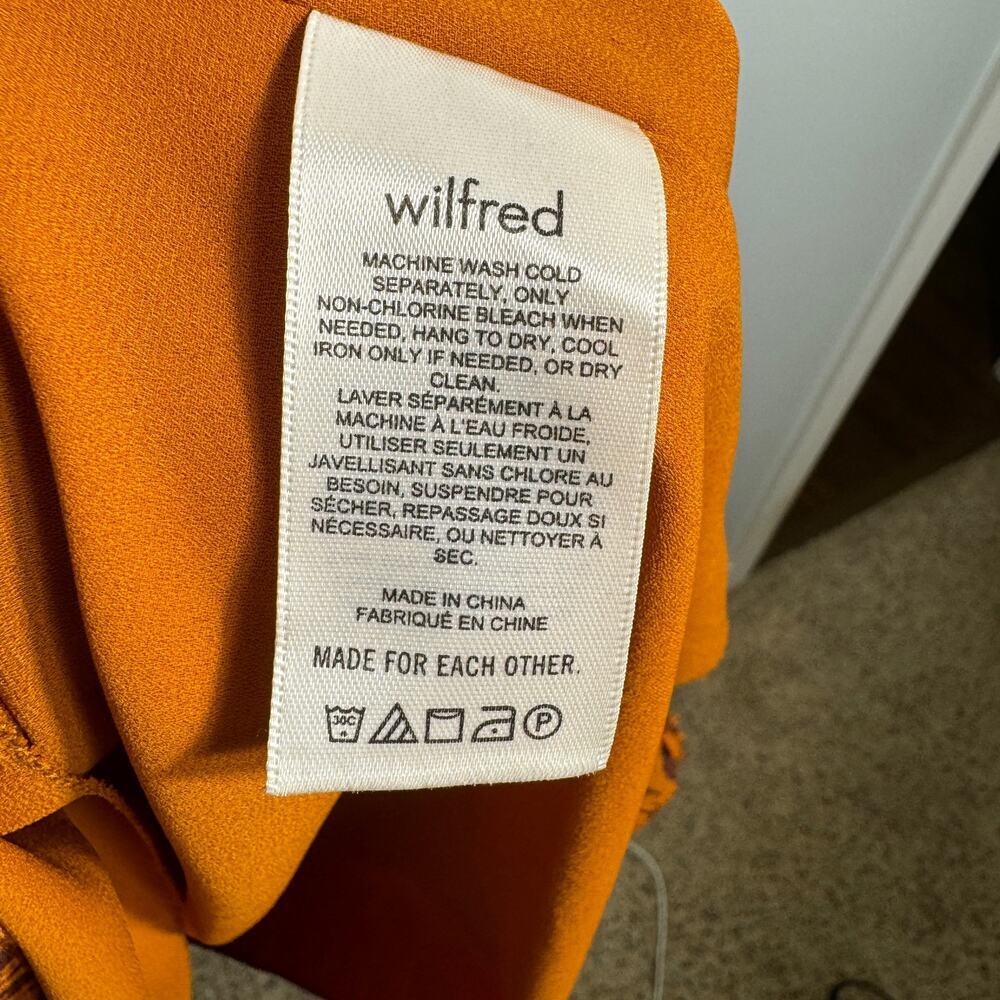 wilfred
MACHINE WASH COLD
SEPARATELY, ONLY
NON-CHLORINE BLEACH WHEN
NEEDED, HANG TO DRY, COOL
IRON ONLY IF NEEDED, OR DRY
CLEAN.
LAVER SÉPARÉMENT À LA
MACHINE À L'EAU FROIDE,
UTILISER SEULEMENT UN
JAVELLISANT SANS CHLORE AU
BESOIN, SUSPENDRE POUR
SÉCHER, REPASSAGE DOUX SI
NÉCESSAIRE, OU NETTOYER À
SEC.
MADE IN CHINA
FABRIQUÉ EN CHINE
MADE FOR EACH OTHER.
30C P